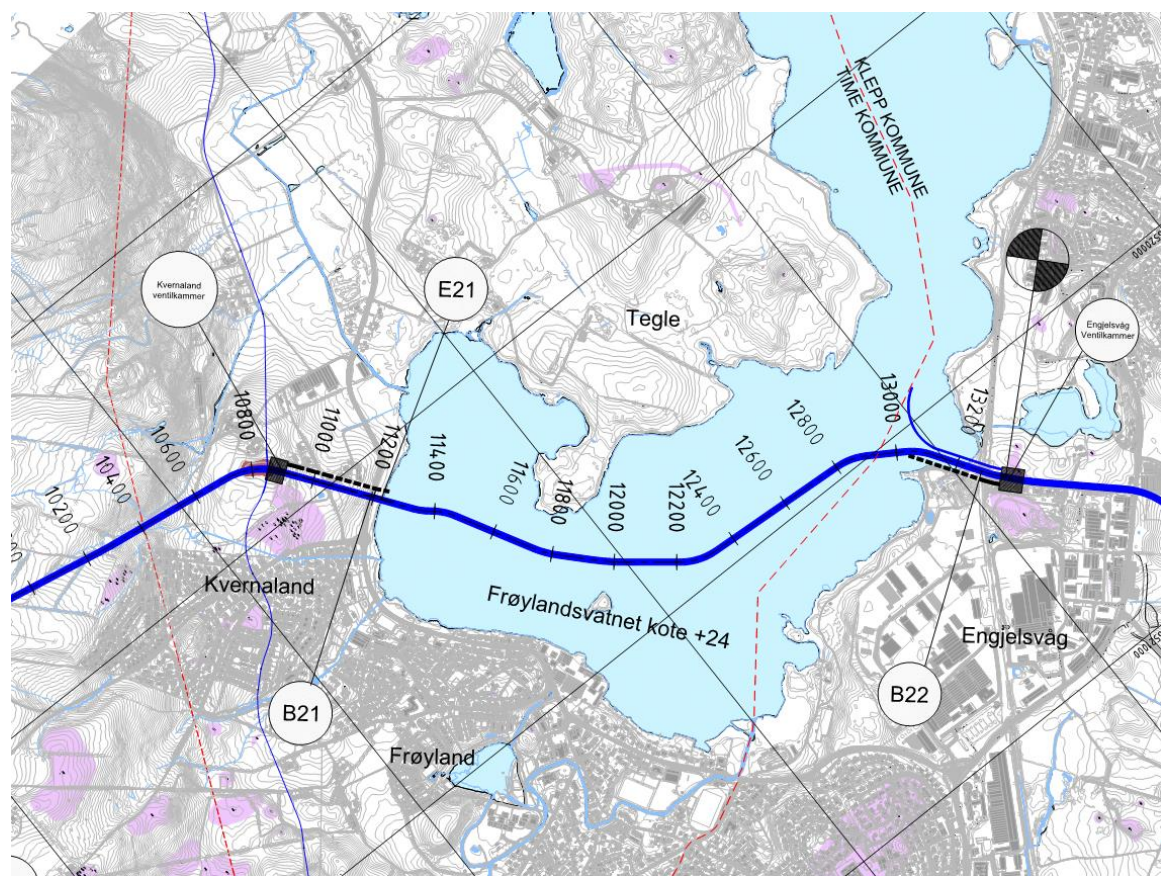 KLEPP KOMMUNE
TIME KOMMUNE
Kvernaland
ventilkammer
E21
Tegle
Engjelsvåg
Ventilkammer
10200
10400
10600
10800
11000
11200
11400
11600
11800
12000
12200
12400
12600
12800
13000
13200
Kvernaland
Frøylandsvatnet kote +24
Engjelsvåg
B21
B22
Frøyland